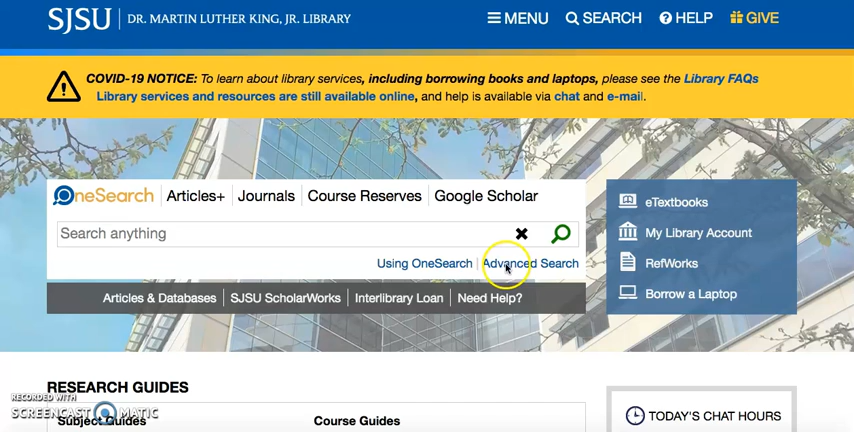 SJSU DR. MARTIN LUTHER KING, JR. LIBRARY
MENU SEARCH HELP GIVE
COVID-19 NOTICE: To learn about library services, including borrowing books and laptops, please see the Library FAQs
Library services and resources are still available online, and help is available via chat and e-mail.
OneSearch Articles+ Journals Course Reserves Google Scholar
Search anything
Using OneSearch Advanced Search
Articles & Databases SJSU ScholarWorks Interlibrary Loan Need Help?
eTextbooks
My Library Account
RefWorks
Borrow a Laptop
RESEARCH GUIDES
Subject Guides Course Guides
TODAY'S CHAT HOURS
RECORDED WITH
SCREENCAST MATIC